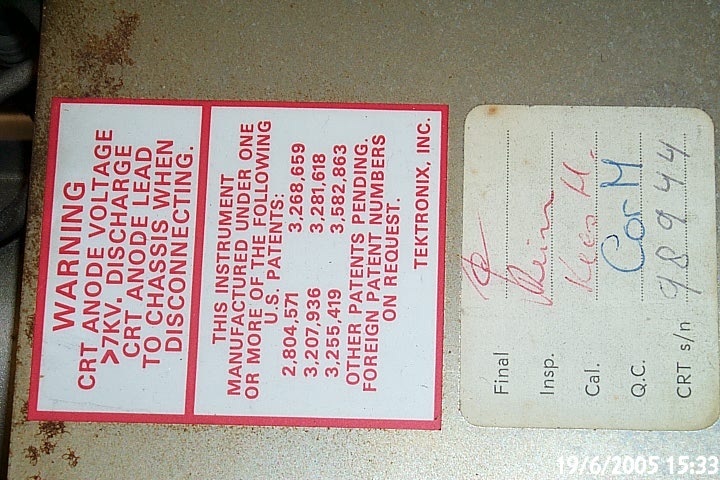 WARNING
CRT ANODE VOLTAGE
>7KV. DISCHARGE
CRT ANODE LEAD
TO CHASSIS WHEN
DISCONNECTING.
THIS INSTRUMENT
MANUFACTURED UNDER ONE
OR MORE OF THE FOLLOWING
U.S. PATENTS:
2,804,571 3,268,659
3,207,936 3,281,618
3,255,419 3,582,863
OTHER PATENTS PENDING.
FOREIGN PATENT NUMBERS
ON REQUEST.
TEKTRONIX, INC.
Final
Insp.
Cal. Kees H.
Q.C. Cor M
CRT s/n 98944
19/6/2005 15:33